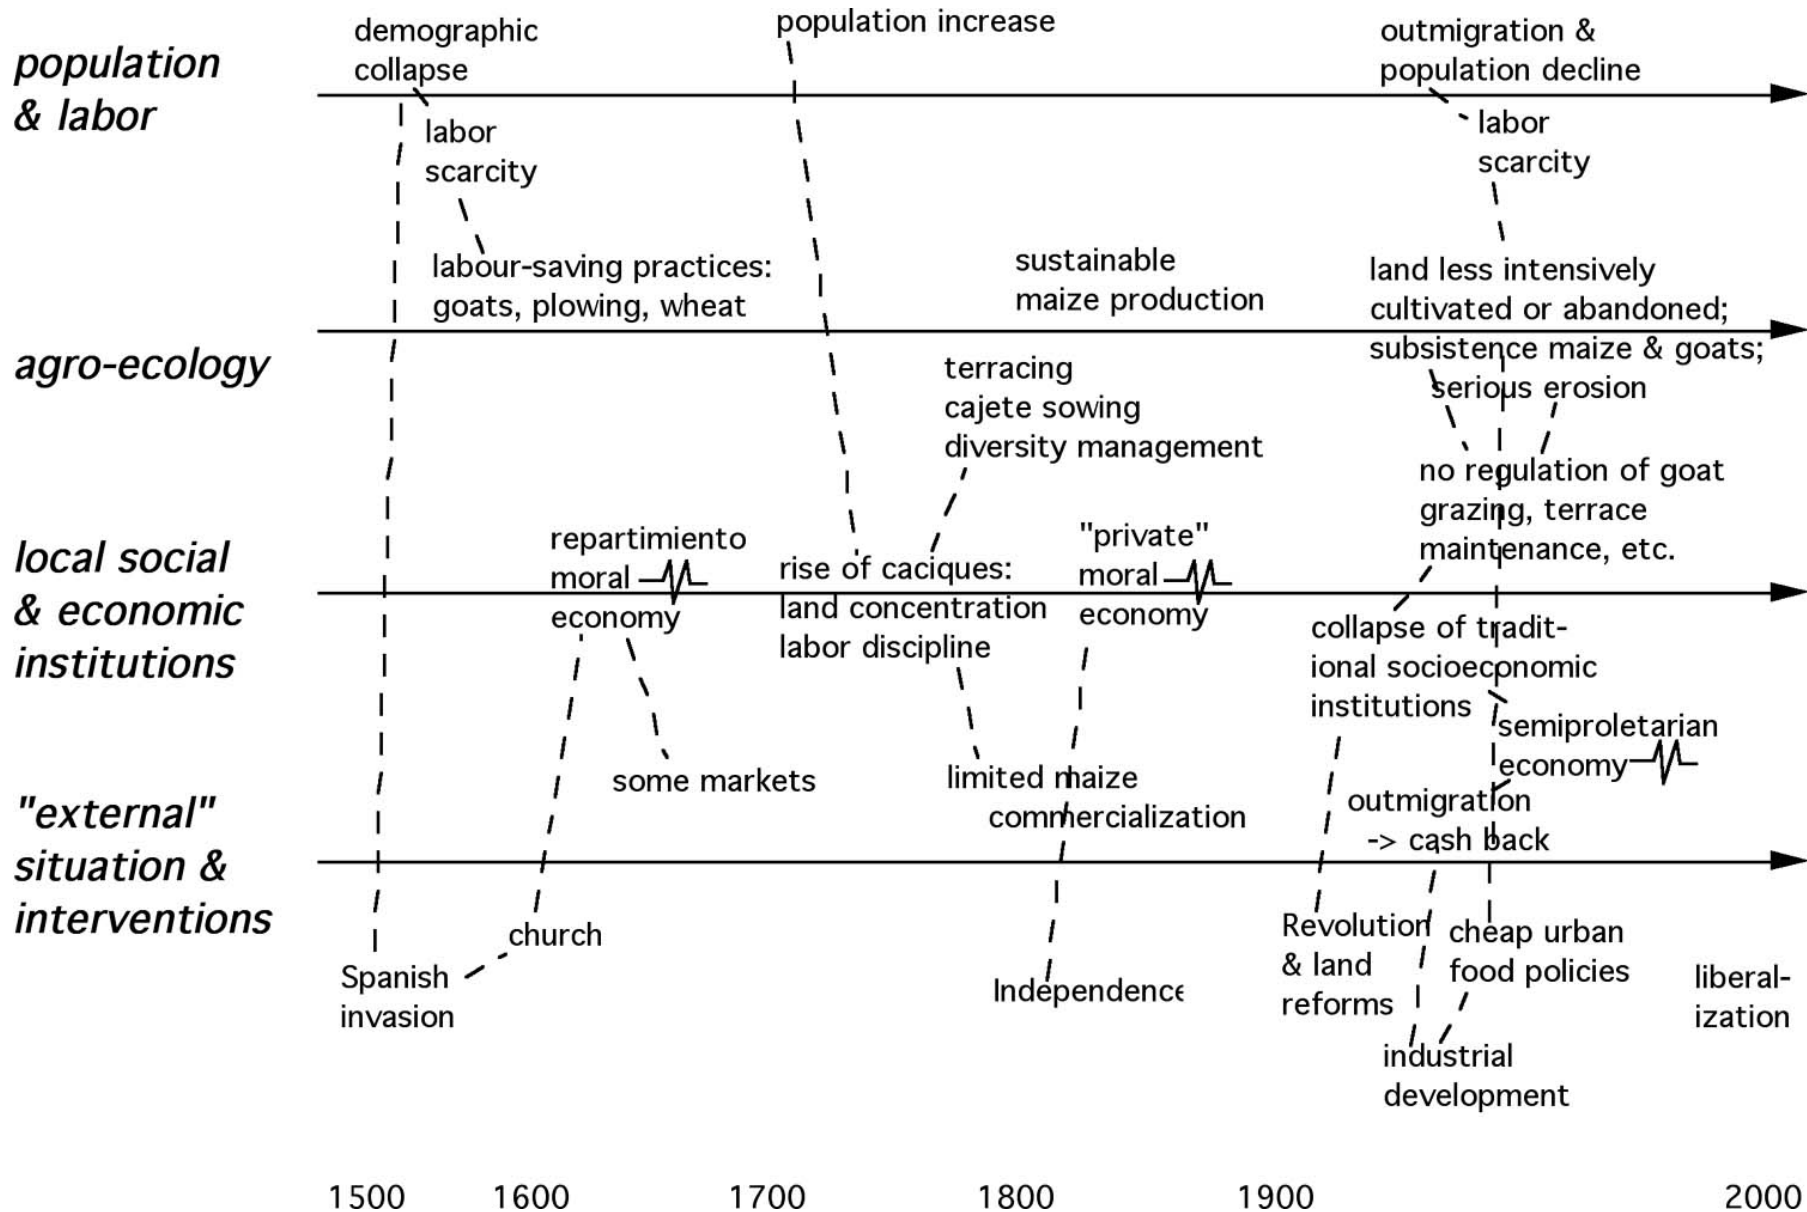 population
& labor
demographic
collapse
labor
scarcity
population increase
outmigration &
population decline
labor
scarcity
agro-ecology
labour-saving practices:
goats, plowing, wheat
sustainable
maize production
terracing
cajete sowing
diversity management
land less intensively
cultivated or abandoned;
subsistence maize & goats;
serious erosion
no regulation of goat
grazing, terrace
maintenance, etc.
local social
& economic
institutions
repartimiento
moral
economy
rise of caciques:
land concentration
labor discipline
"private"
moral
economy
collapse of tradit-
ional socioeconomic
institutions
semiproletarian
economy
"external"
situation &
interventions
some markets
limited maize
commercialization
outmigration
-> cash back
Spanish
invasion
church
Independence
Revolution
& land
reforms
cheap urban
food policies
industrial
development
liberal-
ization
1500 1600 1700 1800 1900 2000